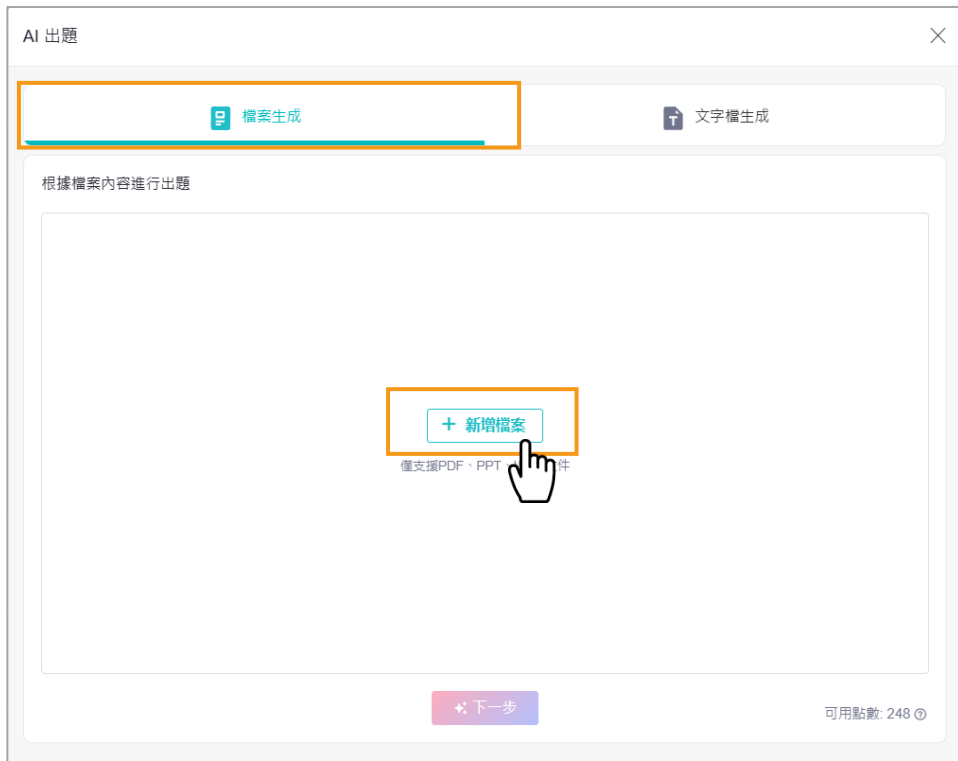 AI 出題
檔案生成
文字檔生成
根據檔案內容進行出題
+ 新增檔案
僅支援PDF、PPT、 件
下一步
可用點數: 248